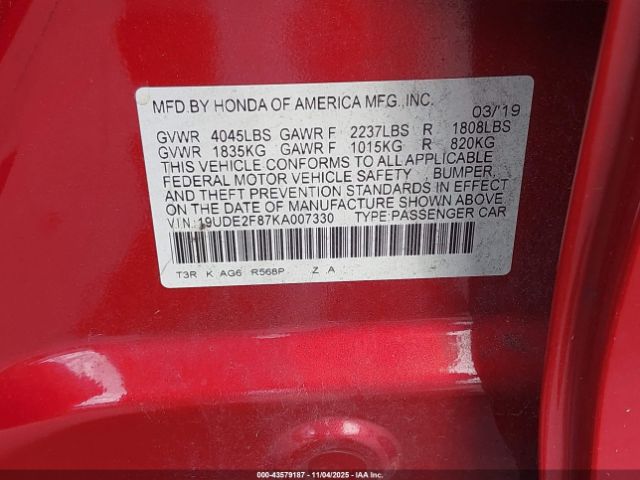 MFD.BY HONDA OF AMERICA MFG.,INC. 03/'19
GVWR 4045LBS GAWR F 2237LBS R 1808LBS
GVWR 1835KG GAWR F 1015KG R 820KG
THIS VEHICLE CONFORMS TO ALL APPLICABLE
FEDERAL MOTOR VEHICLE SAFETY , BUMPER,
AND THEFT PREVENTION STANDARDS IN EFFECT
ON THE DATE OF MANUFACTURE SHOWN ABOVE.
V.I.N: 19UDE2F87KA007330 TYPE:PASSENGER CAR
T3R K AG6 R568P Z A
000-43579187 - 11/04/2025 - IAA Inc.